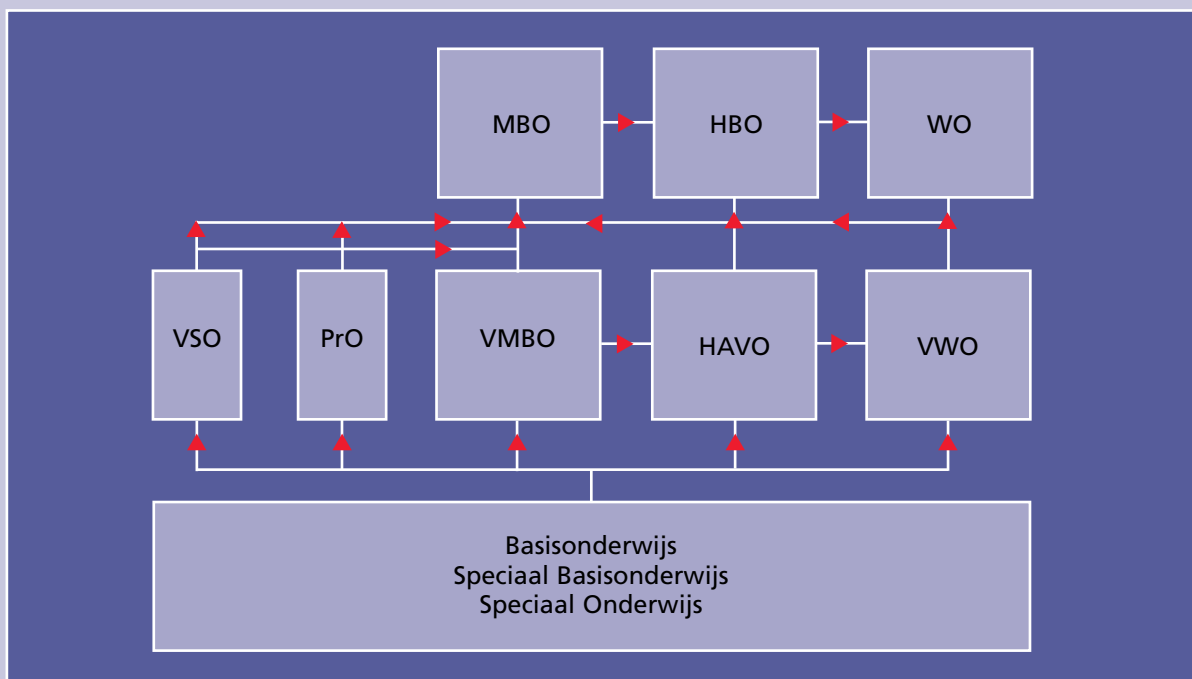 MBO
HBO
WO
VSO
PrO
VMBO
HAVO
VWO
Basisonderwijs
Speciaal Basisonderwijs
Speciaal Onderwijs